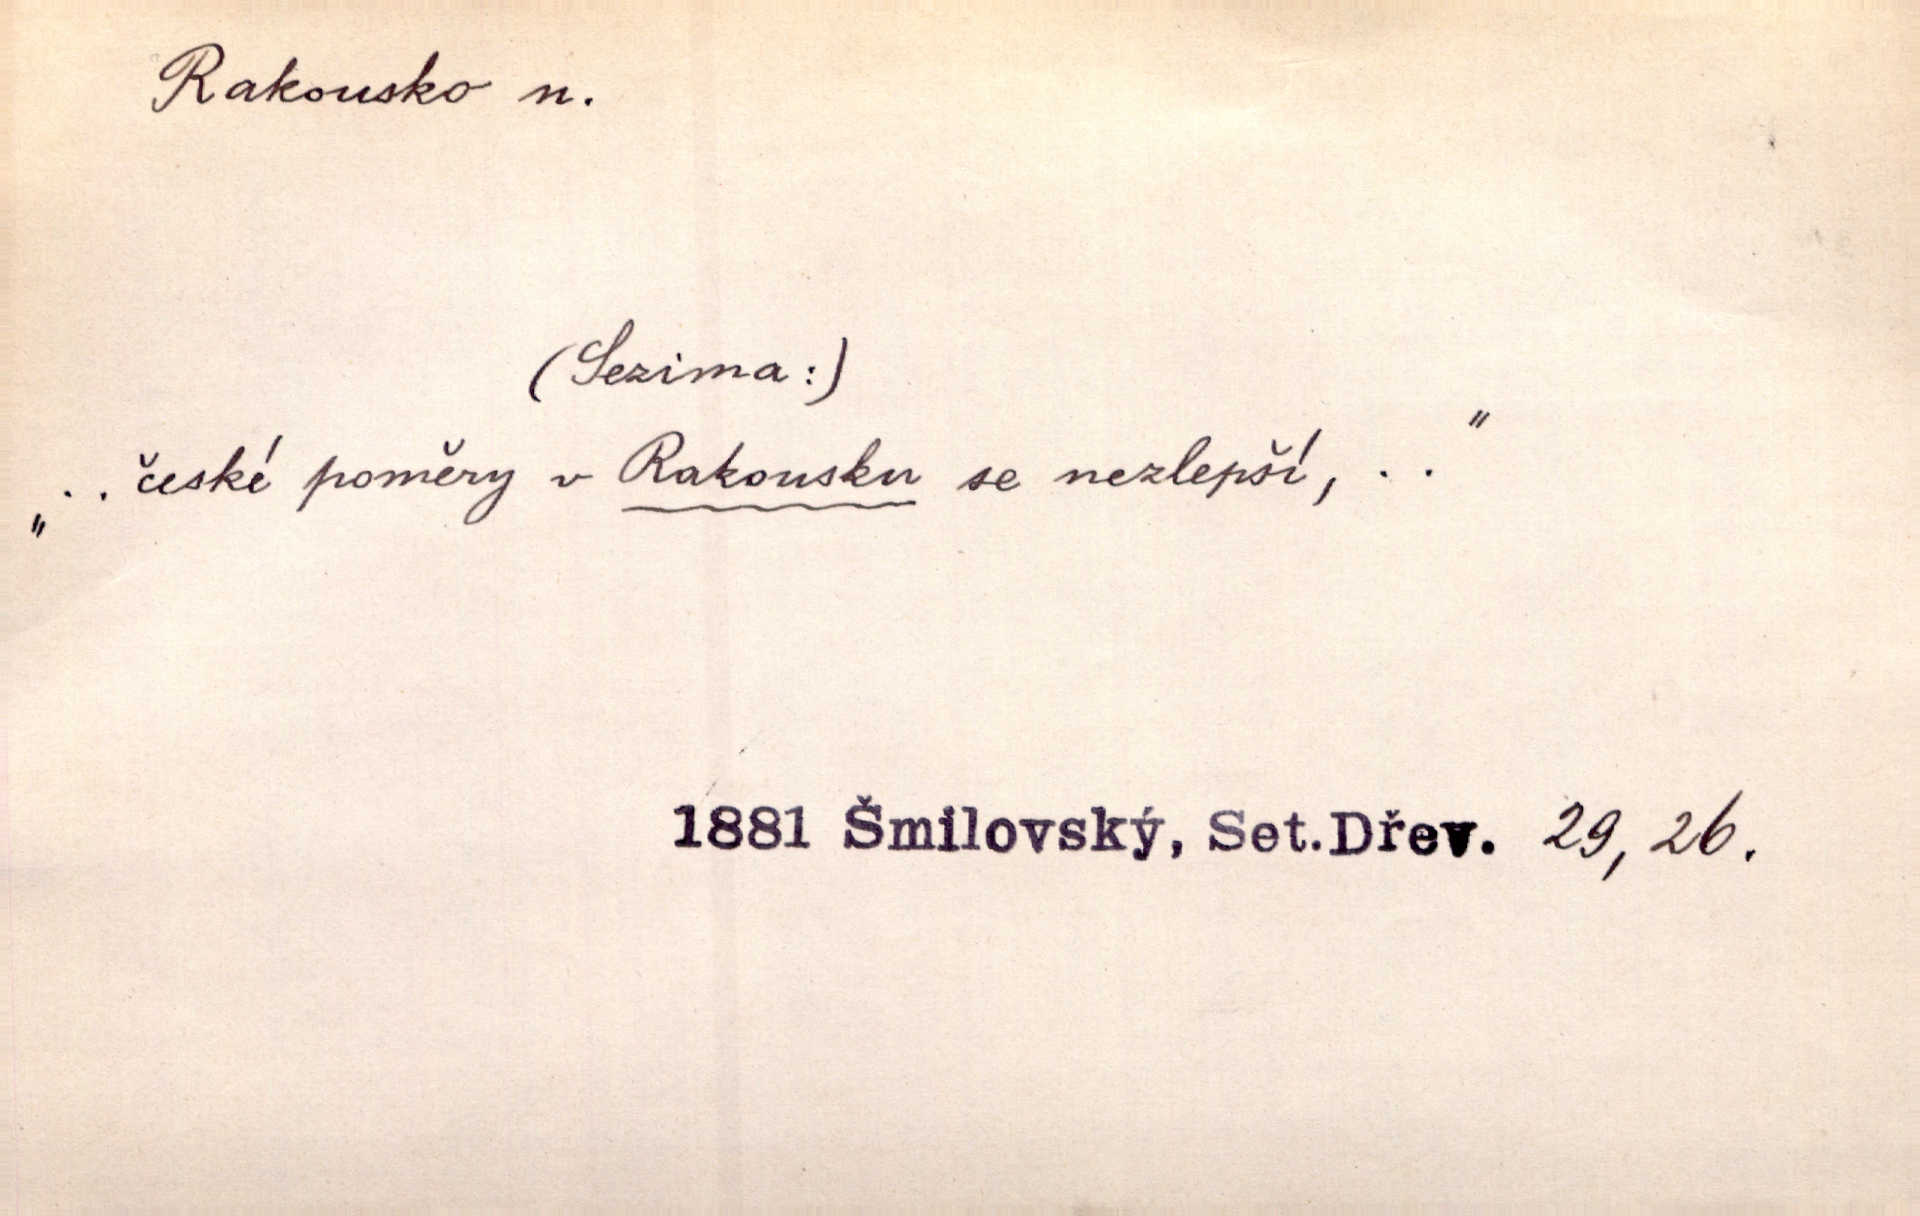 Rakousko n.
(Sezima:)
„. . české poměry v Rakousku se nezlepší, . ."
1881 Šmilovský, Set.Dřev. 29, 26.